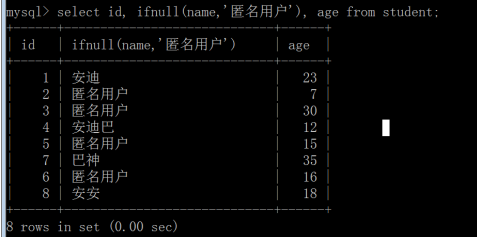 mysql> select id, ifnull(name,'匿名用户'), age from student;
+------+---------------------------+------+
| id | ifnull(name,'匿名用户') | age |
+------+---------------------------+------+
| 1 | 安迪 | 23 |
| 2 | 匿名用户 | 7 |
| 3 | 匿名用户 | 30 |
| 4 | 安迪巴 | 12 |
| 5 | 匿名用户 | 15 |
| 7 | 巴神 | 35 |
| 6 | 匿名用户 | 16 |
| 8 | 安安 | 18 |
+------+---------------------------+------+
8 rows in set (0.00 sec)